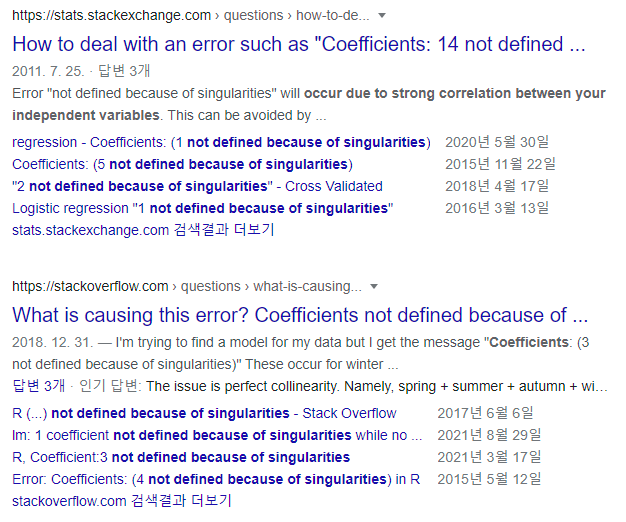 https://stats.stackexchange.com › questions › how-to-de...
How to deal with an error such as "Coefficients: 14 not defined ...
2011. 7. 25. · 답변 3개
Error "not defined because of singularities" will occur due to strong correlation between your
independent variables. This can be avoided by ...
regression - Coefficients: (1 not defined because of singularities) 2020년 5월 30일
Coefficients: (5 not defined because of singularities) 2015년 11월 22일
"2 not defined because of singularities" - Cross Validated 2018년 4월 17일
Logistic regression "1 not defined because of singularities" 2016년 3월 13일
stats.stackexchange.com 검색결과 더보기
https://stackoverflow.com › questions › what-is-causing...
What is causing this error? Coefficients not defined because of ...
2018. 12. 31. — I'm trying to find a model for my data but I get the message "Coefficients: (3
not defined because of singularities)" These occur for winter ...
답변 3개 · 인기 답변: The issue is perfect collinearity. Namely, spring + summer + autumn + wi...
R (...) not defined because of singularities - Stack Overflow 2017년 6월 6일
lm: 1 coefficient not defined because of singularities while no ... 2021년 8월 29일
R, Coefficient:3 not defined because of singularities 2021년 3월 17일
Error: Coefficients: (4 not defined because of singularities) in R 2015년 5월 12일
stackoverflow.com 검색결과 더보기